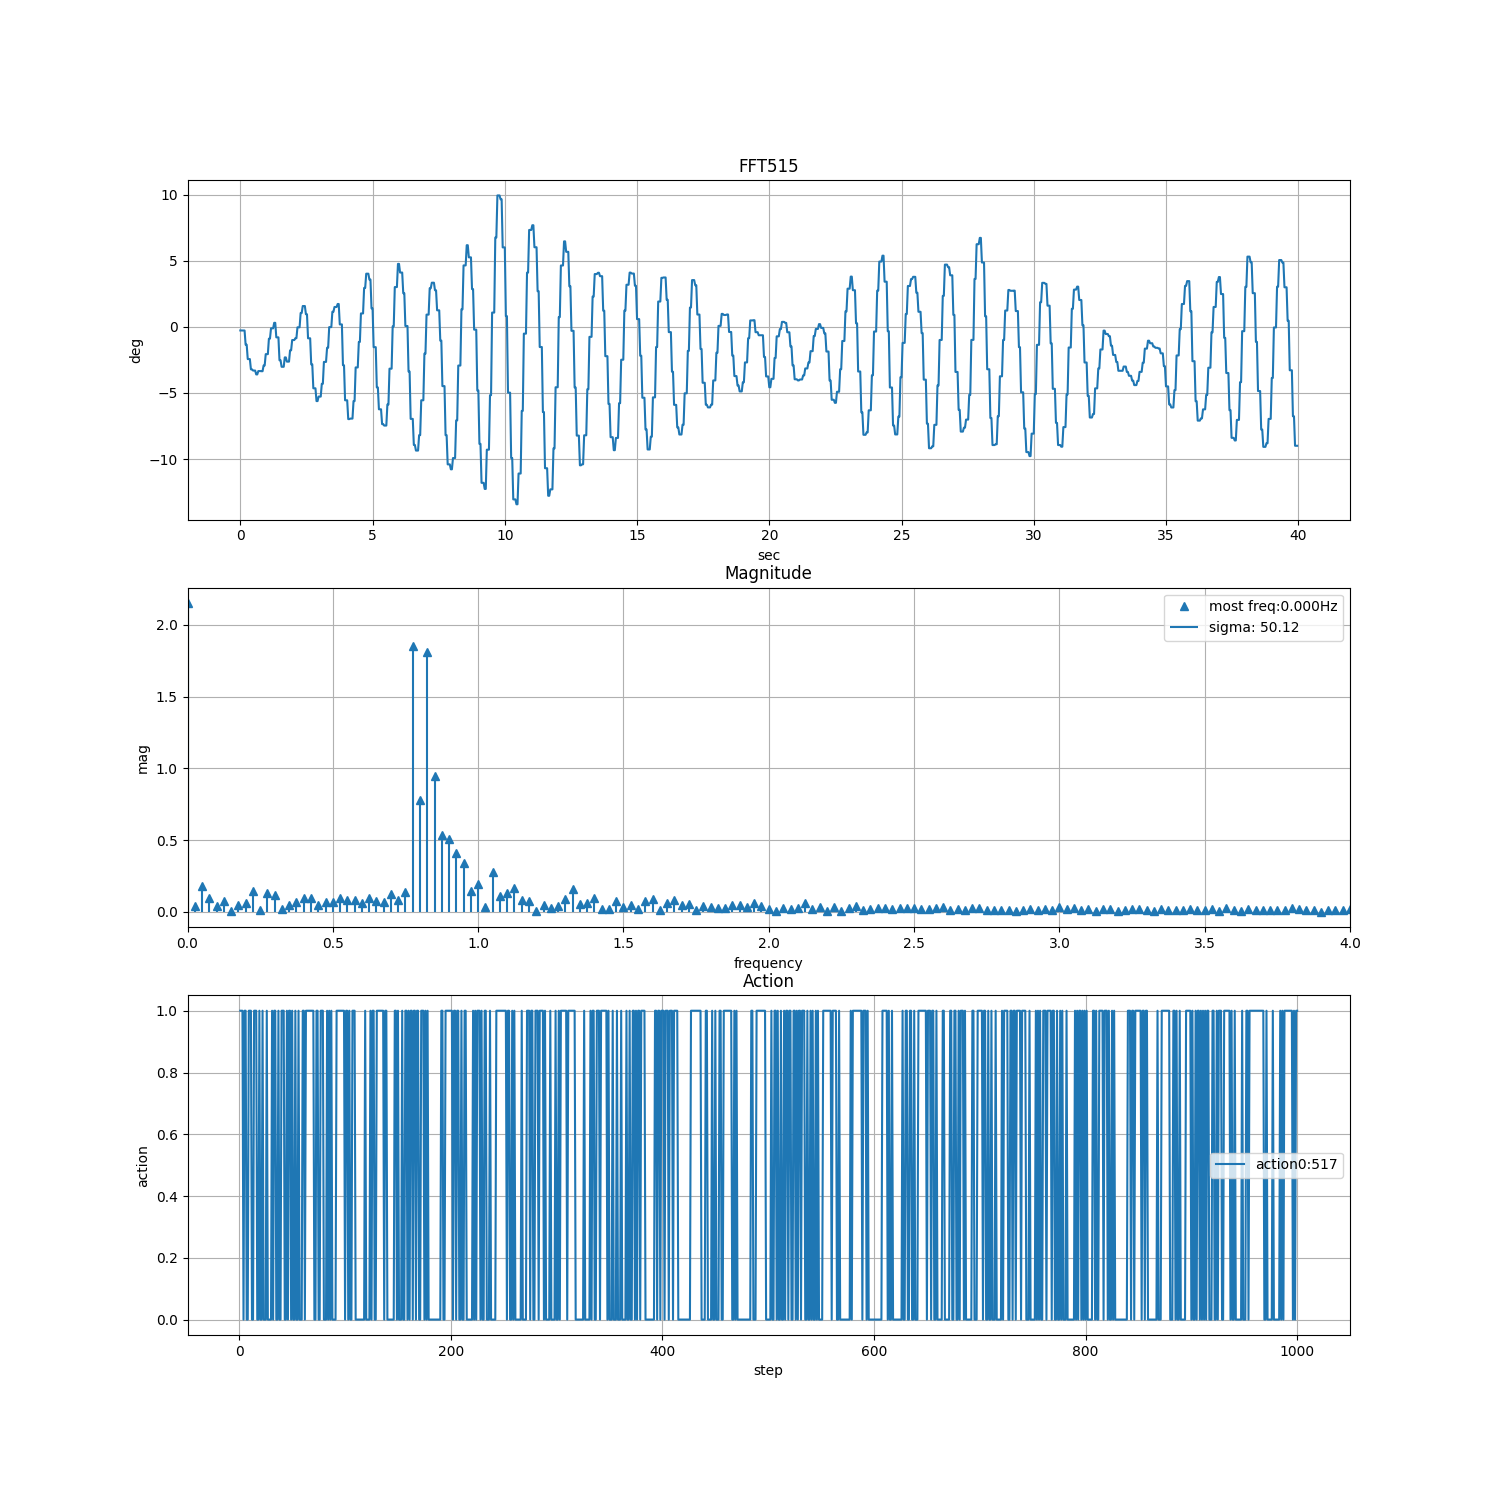 FFT515
10
5
0
−5
−10
deg
0 5 10 15 20 25 30 35 40
sec
Magnitude
most freq:0.000Hz
sigma: 50.12
2.0
1.5
1.0
0.5
0.0
mag
0.0 0.5 1.0 1.5 2.0 2.5 3.0 3.5 4.0
frequency
Action
1.0
0.8
0.6
0.4
0.2
0.0
action
action0:517
0 200 400 600 800 1000
step